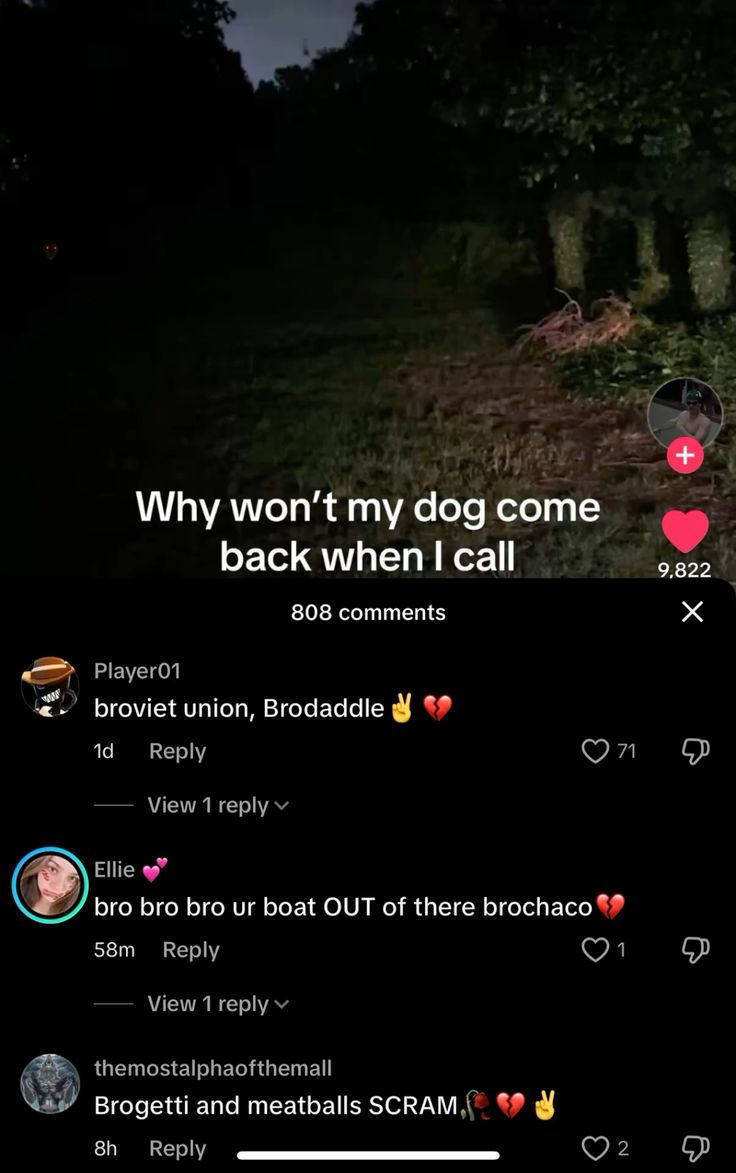 Why won't my dog come
back when I call
9,822
808 comments
Player01
broviet union, Brodaddle✌️💔
1d Reply 71
View 1 reply
Ellie 💕
bro bro bro ur boat OUT of there brochaco💔
58m Reply 1
View 1 reply
themostalphaofthemall
Brogetti and meatballs SCRAM🥀💔✌️
8h Reply 2